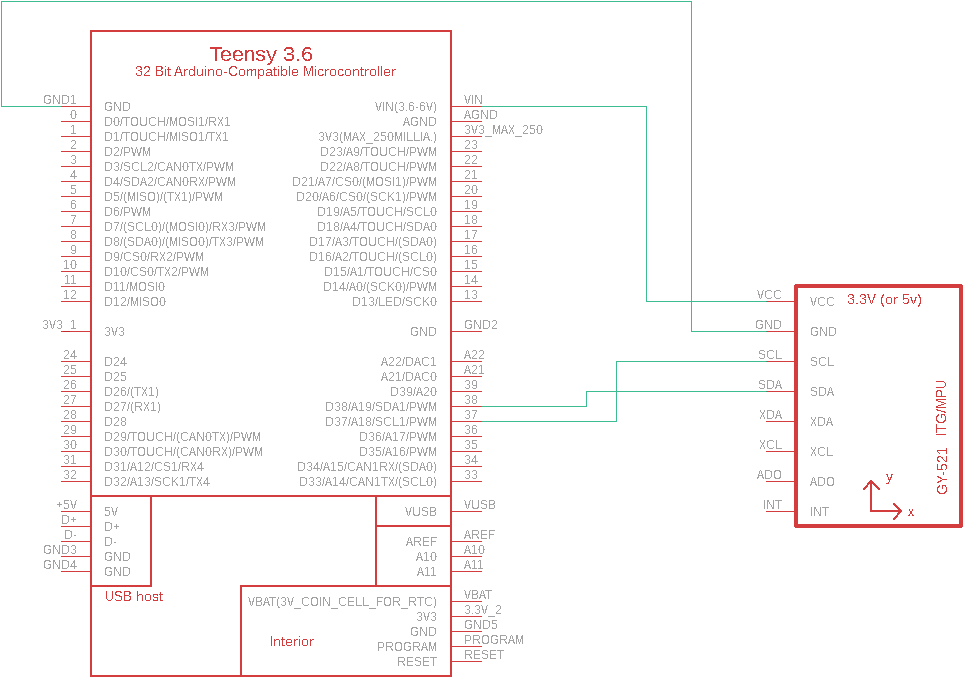 Teensy 3.6
32 Bit Arduino-Compatible Microcontroller
GND1 GND VIN(3.6-6V) VIN
0 D0/TOUCH/MOSI1/RX1 AGND AGND
1 D1/TOUCH/MISO1/TX1 3V3(MAX_250MILLIA.) 3V3_MAX_250
2 D2/PWM D23/A9/TOUCH/PWM 23
3 D3/SCL2/CAN0TX/PWM D22/A8/TOUCH/PWM 22
4 D4/SDA2/CAN0RX/PWM D21/A7/CS0/(MOSI1)/PWM 21
5 D5/(MISO)/(TX1)/PWM D20/A6/CS0/(SCK1)/PWM 20
6 D6/PWM D19/A5/TOUCH/SCL0 19
7 D7/(SCL0)/(MOSI0)/RX3/PWM D18/A4/TOUCH/SDA0 18
8 D8/(SDA0)/(MISO0)/TX3/PWM D17/A3/TOUCH/(SDA0) 17
9 D9/CS0/RX2/PWM D16/A2/TOUCH/(SCL0) 16
10 D10/CS0/TX2/PWM D15/A1/TOUCH/CS0 15
11 D11/MOSI0 D14/A0/(SCK0)/PWM 14
12 D12/MISO0 D13/LED/SCK0 13
3V3_1 3V3 GND GND2
24 D24 A22/DAC1 A22
25 D25 A21/DAC0 A21
26 D26/(TX1) D39/A20 39
27 D27/(RX1) D38/A19/SDA1/PWM 38
28 D28 D37/A18/SCL1/PWM 37
29 D29/TOUCH/(CAN0TX)/PWM D36/A17/PWM 36
30 D30/TOUCH/(CAN0RX)/PWM D35/A16/PWM 35
31 D31/A12/CS1/RX4 D34/A15/CAN1RX/(SDA0) 34
32 D32/A13/SCK1/TX4 D33/A14/CAN1TX/(SCL0) 33
+5V 5V VUSB VUSB
D+ D+
D- D- AREF AREF
GND3 GND A10 A10
GND4 GND A11 A11
USB host
VBAT(3V_COIN_CELL_FOR_RTC) VBAT
3V3 3.3V_2
GND GND5
Interior
PROGRAM PROGRAM
RESET RESET
VCC VCC 3.3V (or 5v)
GND GND
SCL SCL
SDA SDA
XDA XDA
XCL XCL
ADO ADO
INT INT
y
x
GY-521 ITG/MPU